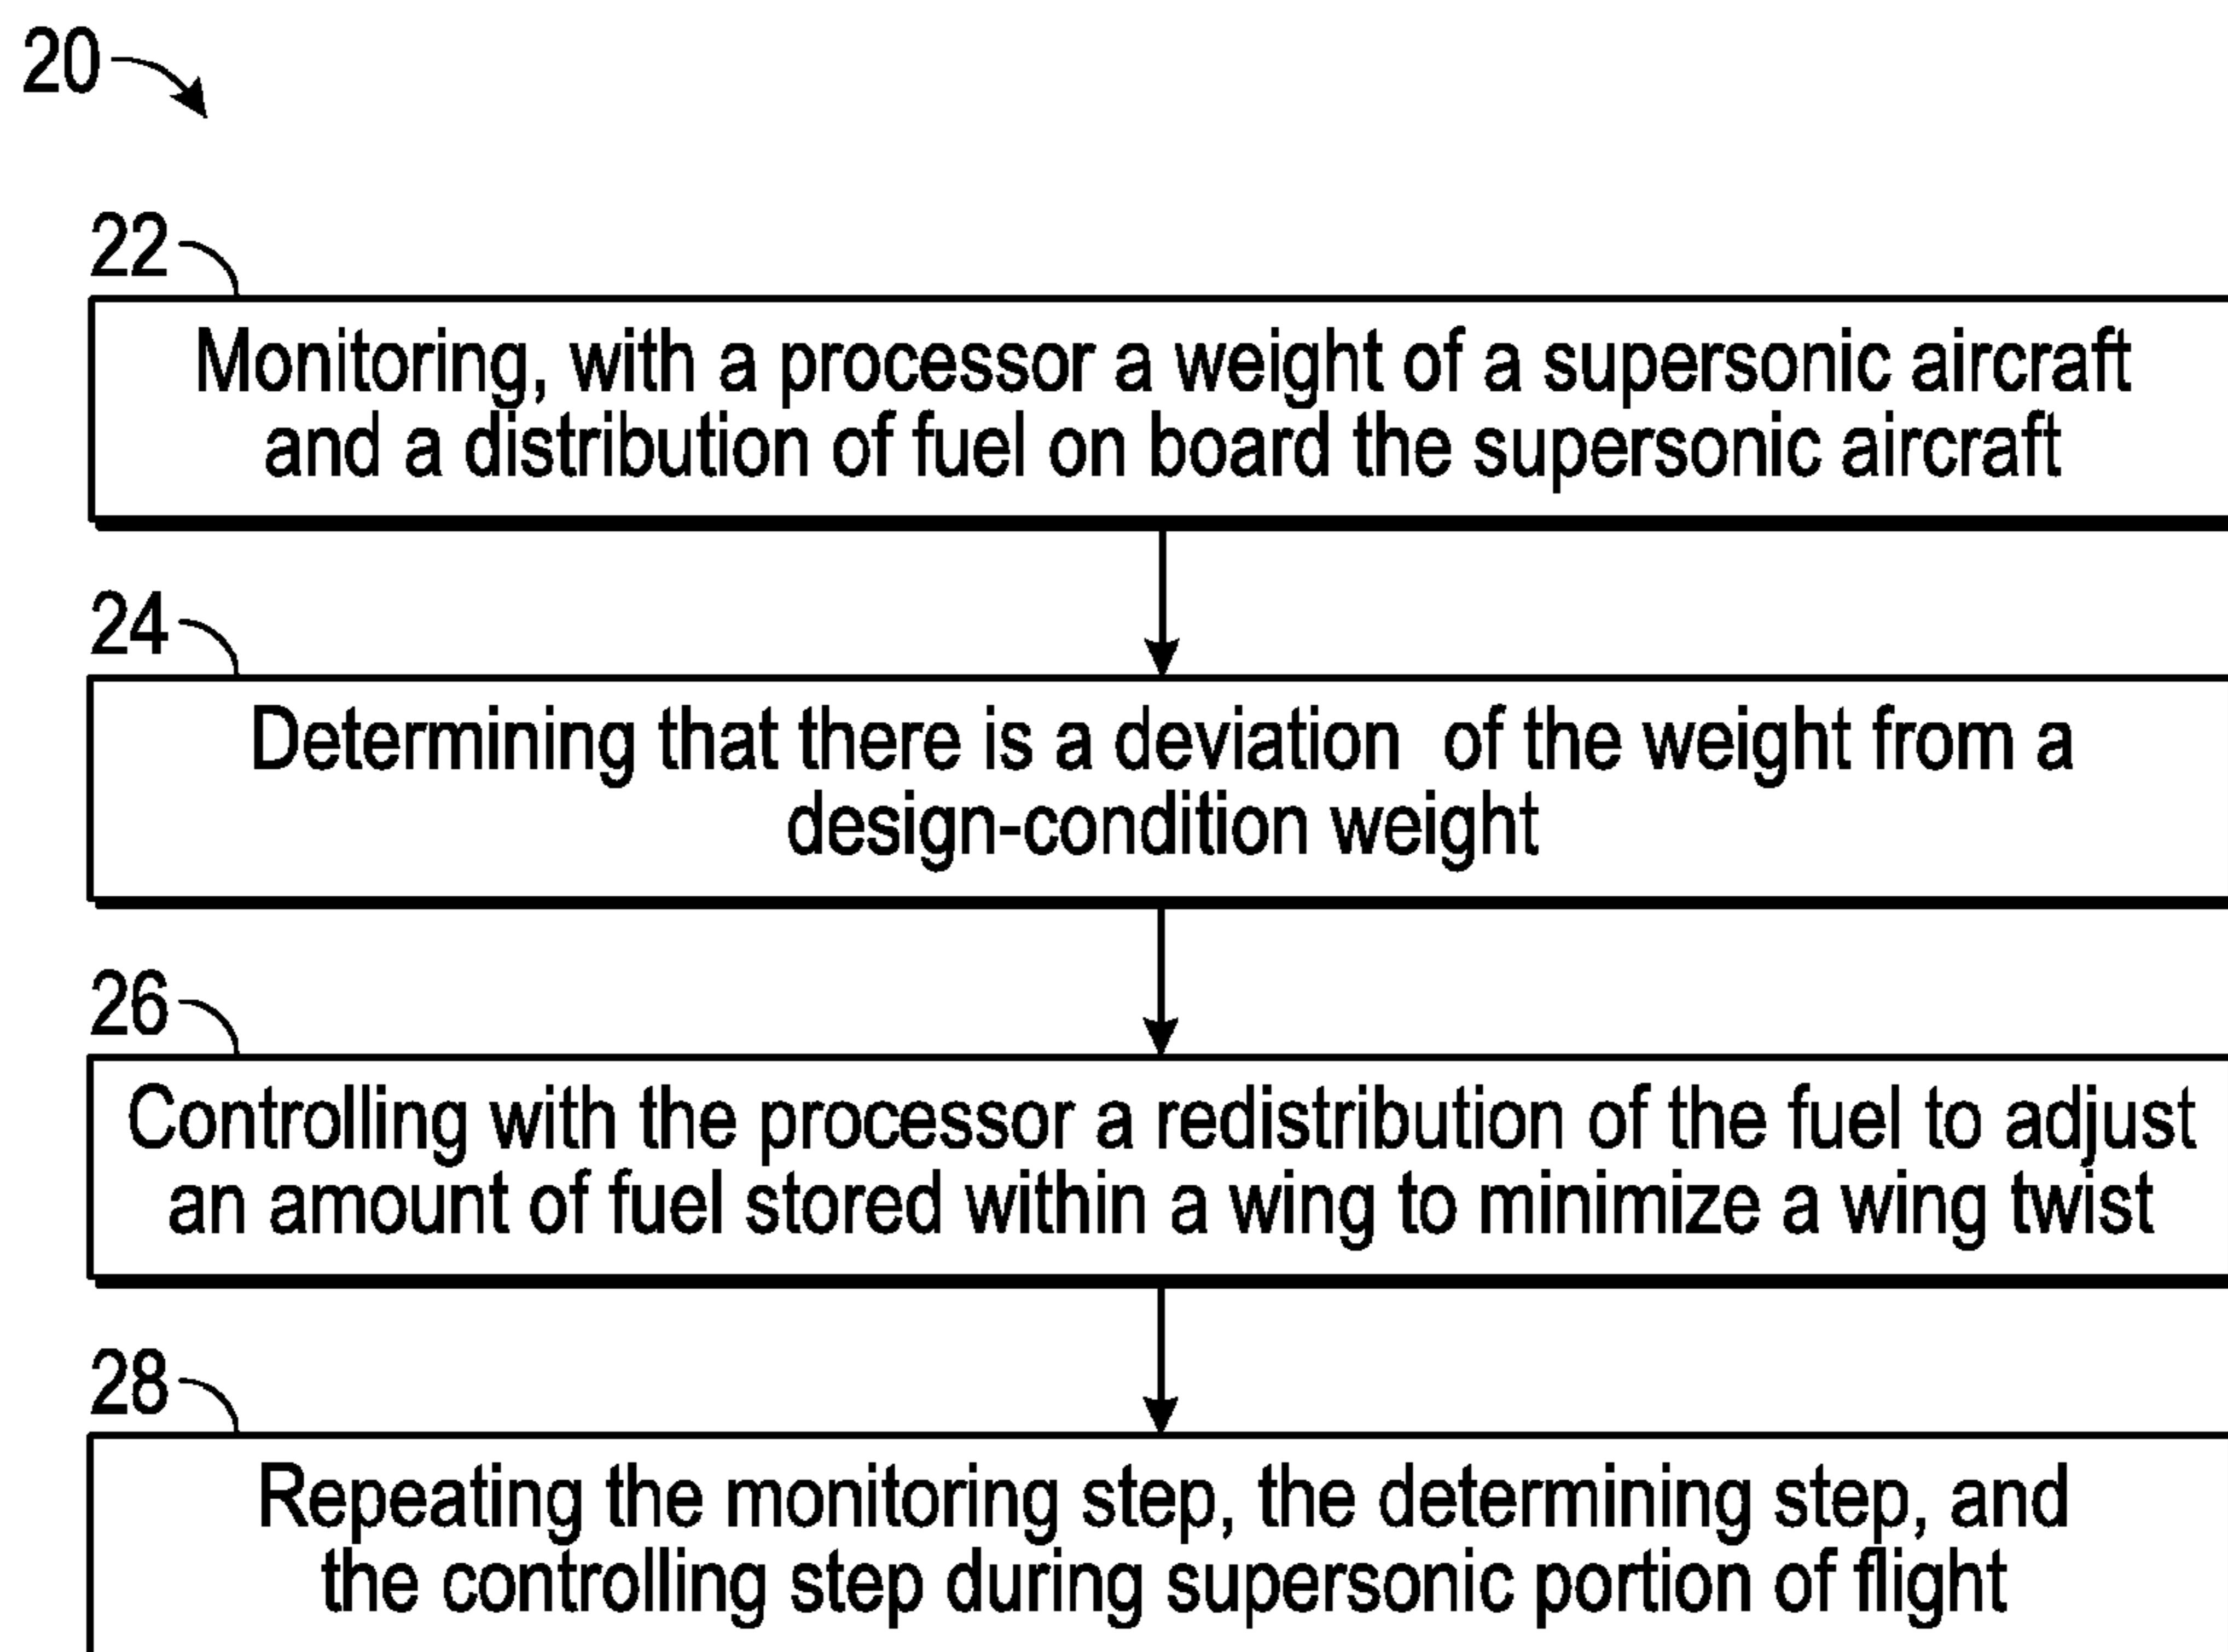 20
22
Monitoring, with a processor a weight of a supersonic aircraft
and a distribution of fuel on board the supersonic aircraft
24
Determining that there is a deviation of the weight from a
design-condition weight
26
Controlling with the processor a redistribution of the fuel to adjust
an amount of fuel stored within a wing to minimize a wing twist
28
Repeating the monitoring step, the determining step, and
the controlling step during supersonic portion of flight